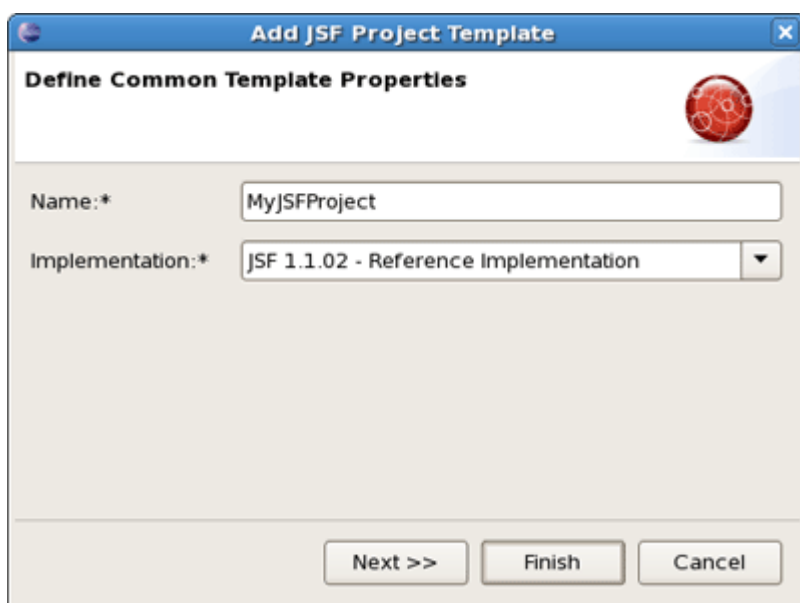 Add JSF Project Template
Define Common Template Properties
Name:* MyJSFProject
Implementation:* JSF 1.1.02 - Reference Implementation
Next >> Finish Cancel